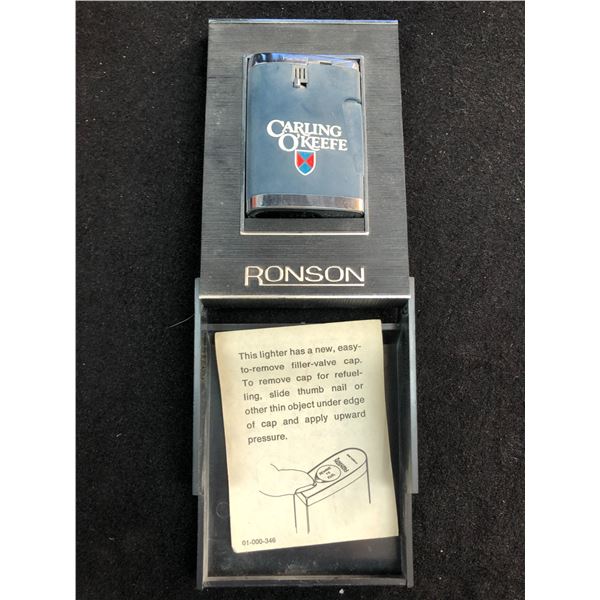 CARLING
O'KEEFE
RONSON
This lighter has a new, easy-
to-remove filler-valve cap.
To remove cap for refuel-
ling, slide thumb nail or
other thin object under edge
of cap and apply upward
pressure.
RONSON
01-000-346